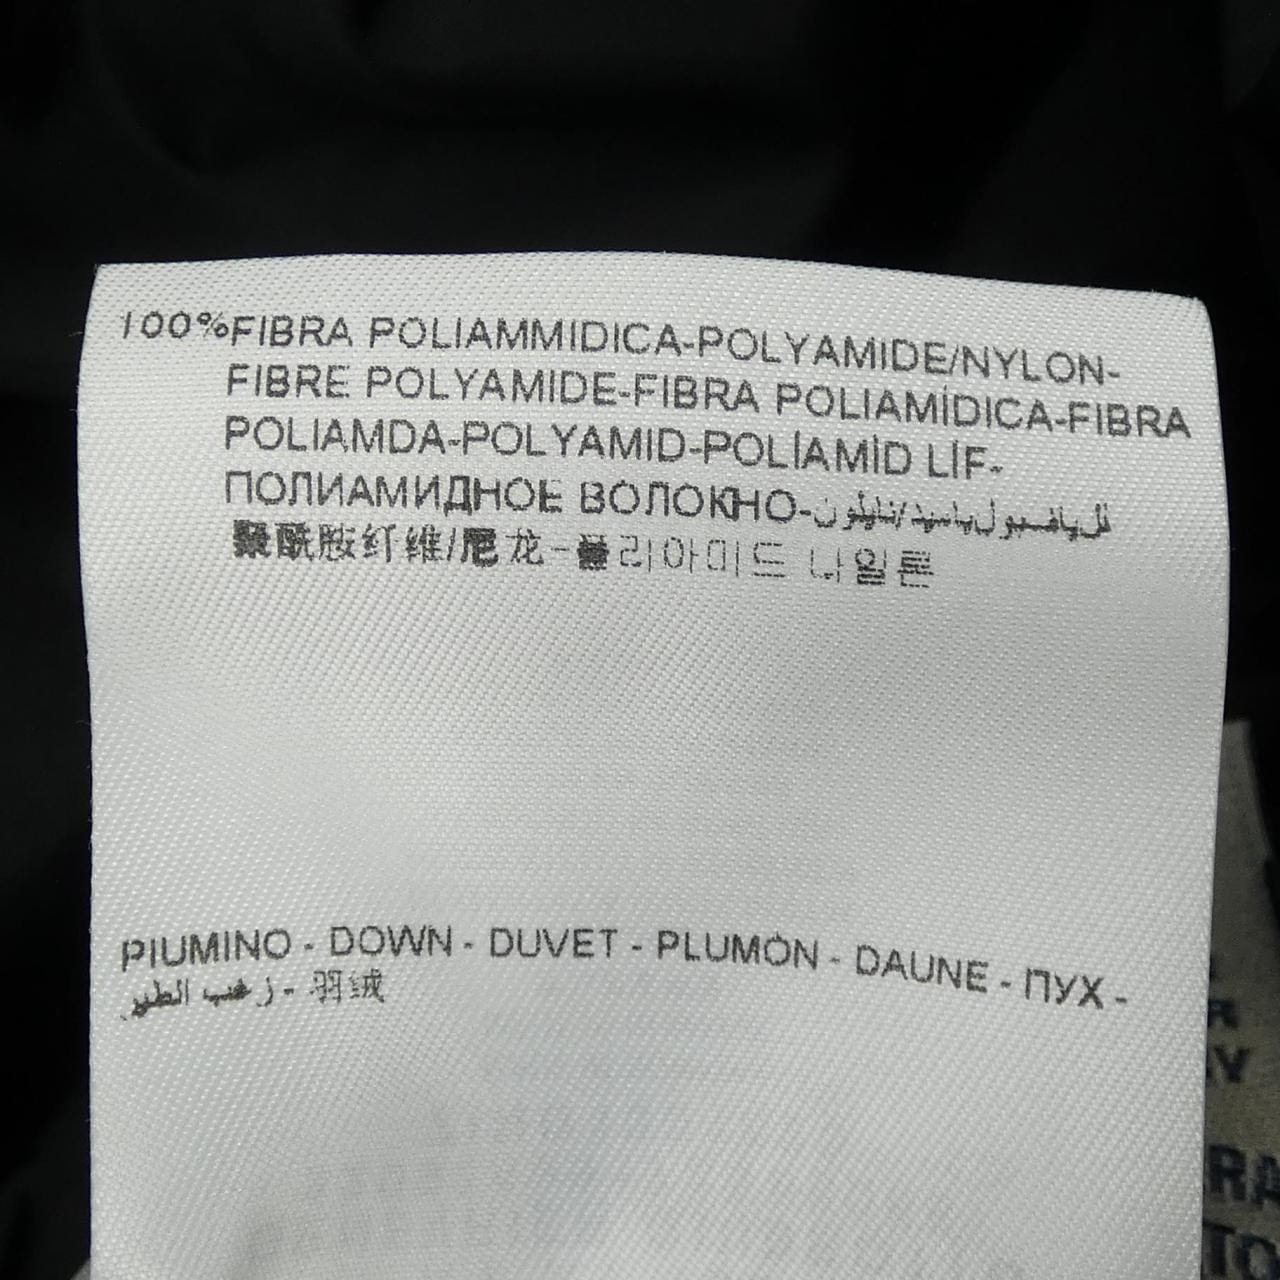 100%FIBRA POLIAMMIDICA-POLYAMIDE/NYLON-
FIBRE POLYAMIDE-FIBRA POLIAMÍDICA-FIBRA
POLIAMDA-POLYAMID-POLİAMİD LİF-
ПОЛИАМИДНОЕ ВОЛОКНО-
聚酰胺纤维/尼龙-폴리아미드 나일론
PIUMINO - DOWN - DUVET - PLUMÓN - DAUNE - ПУХ -
زغب الطير - 羽绒